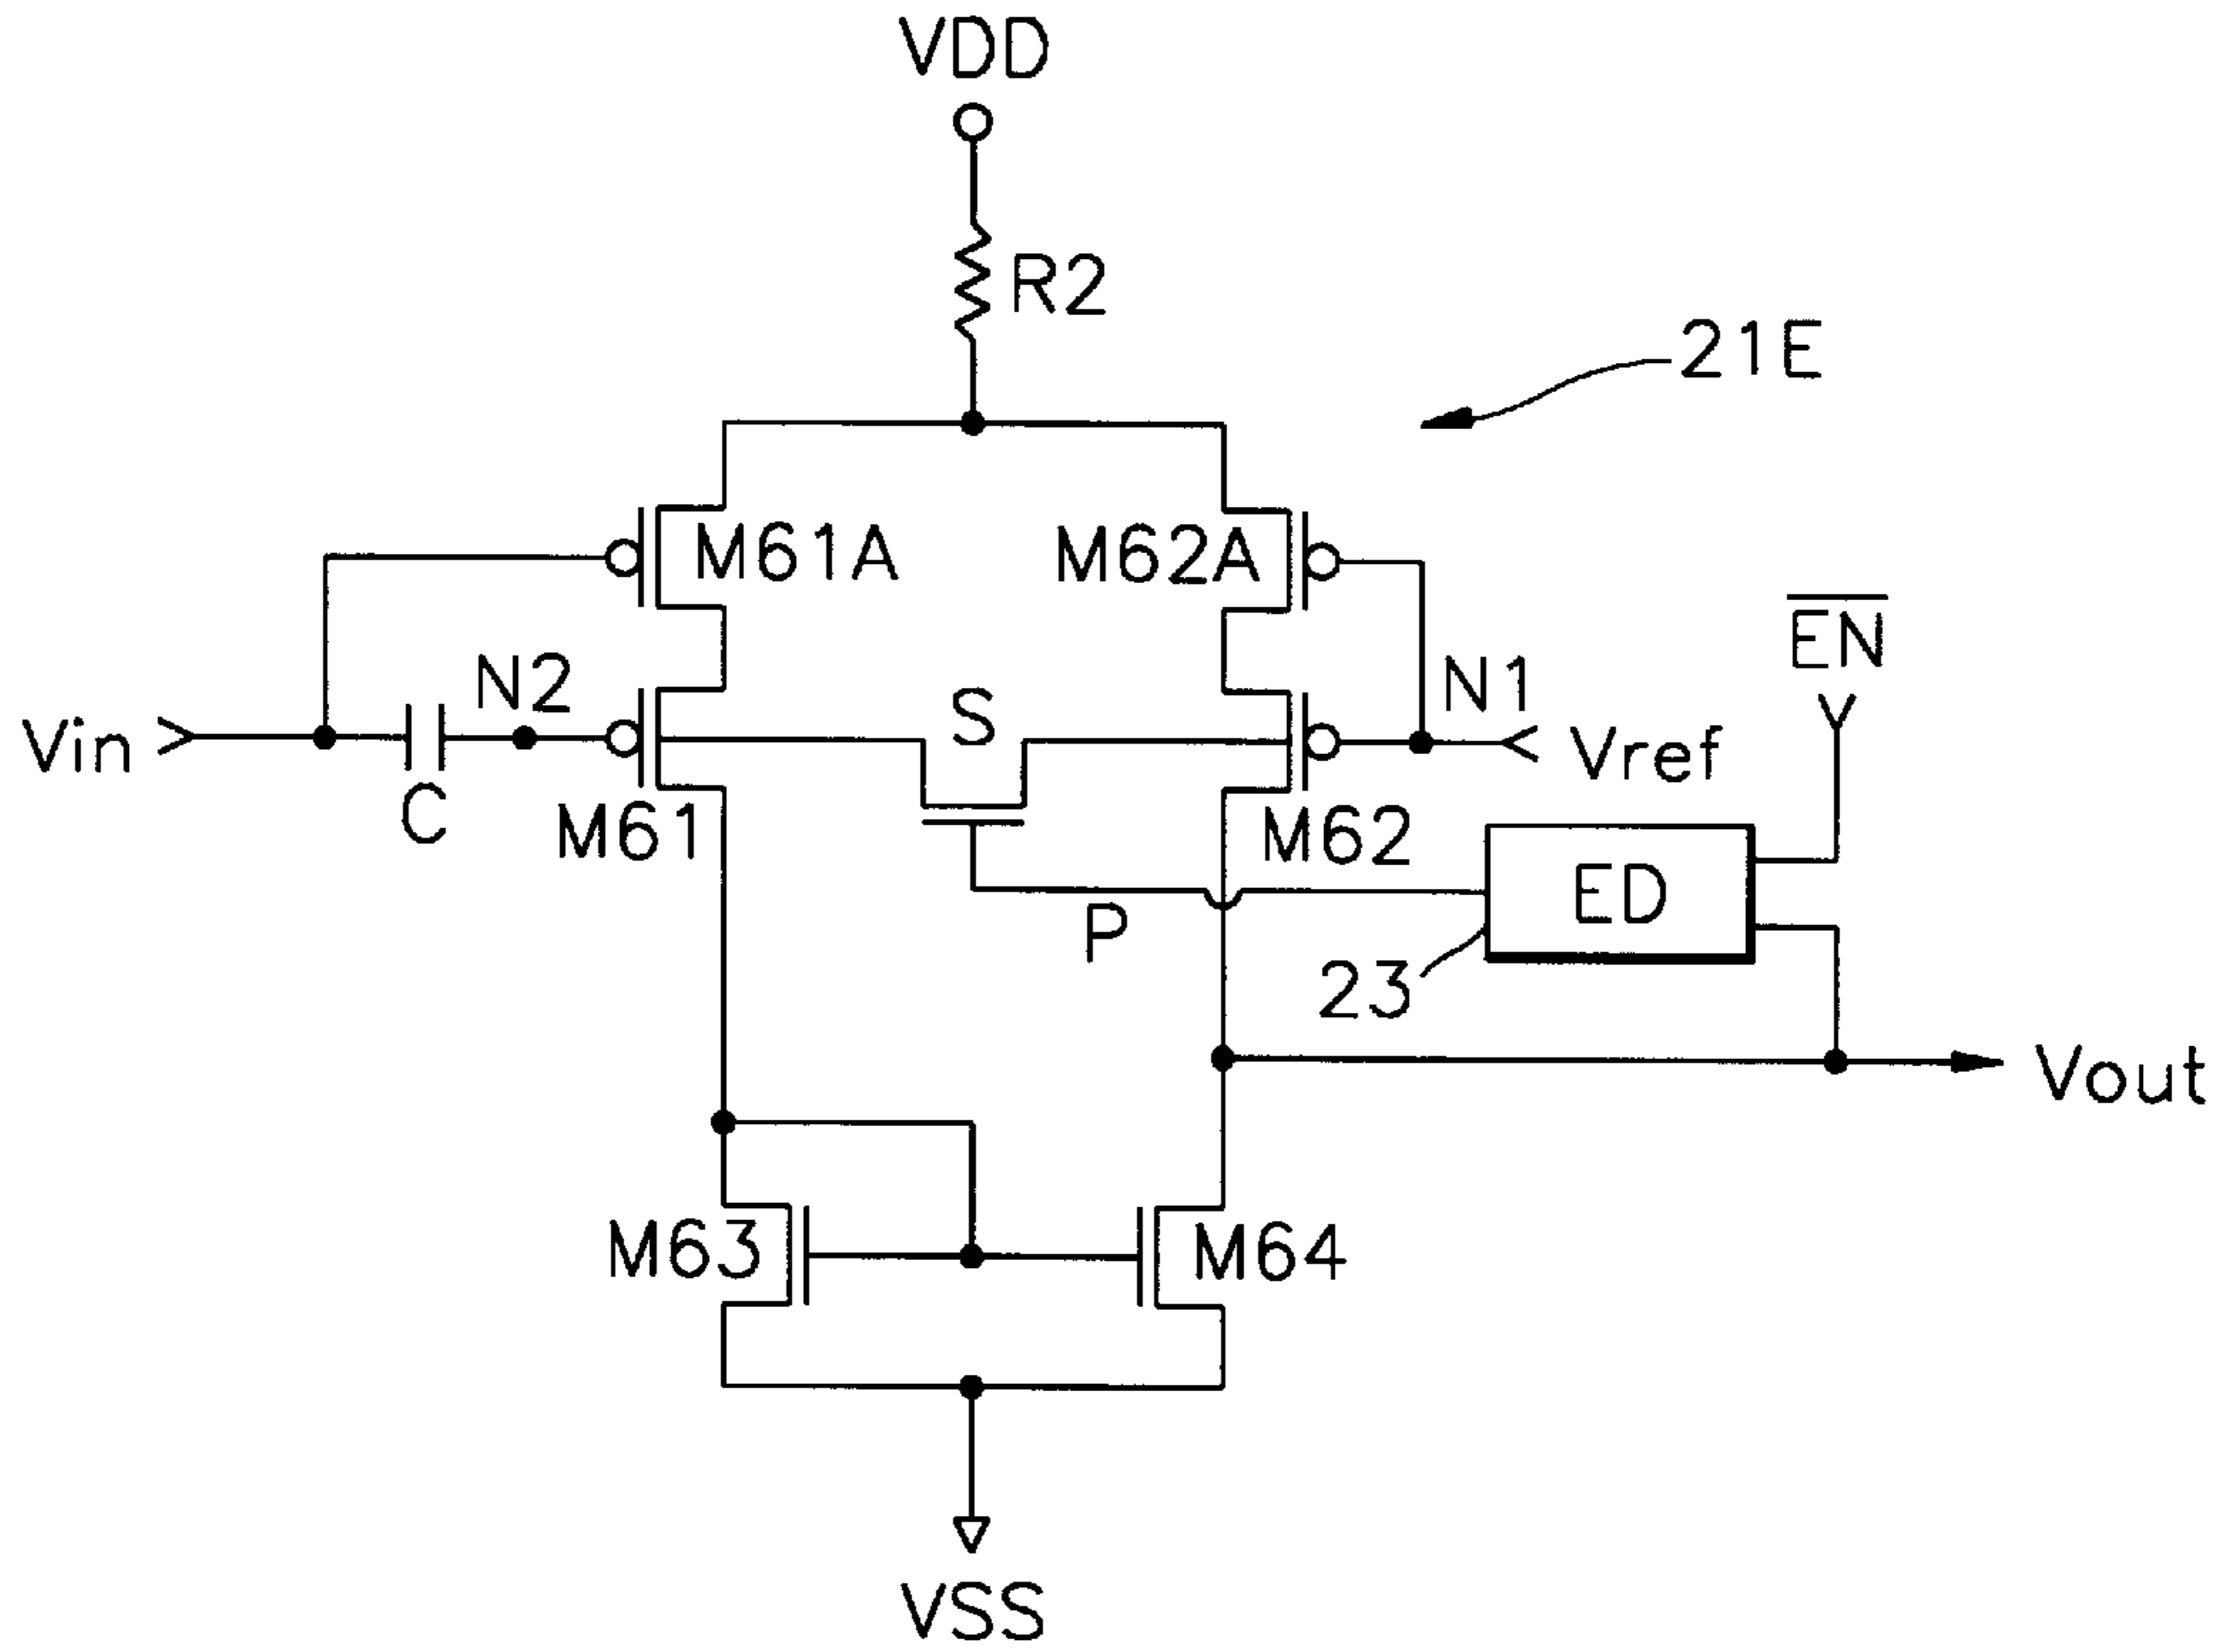 VDD
R2
21E
M61A
M62A
EN
N2
S
N1
Vin
Vref
C
M61
M62
ED
P
23
Vout
M63
M64
VSS